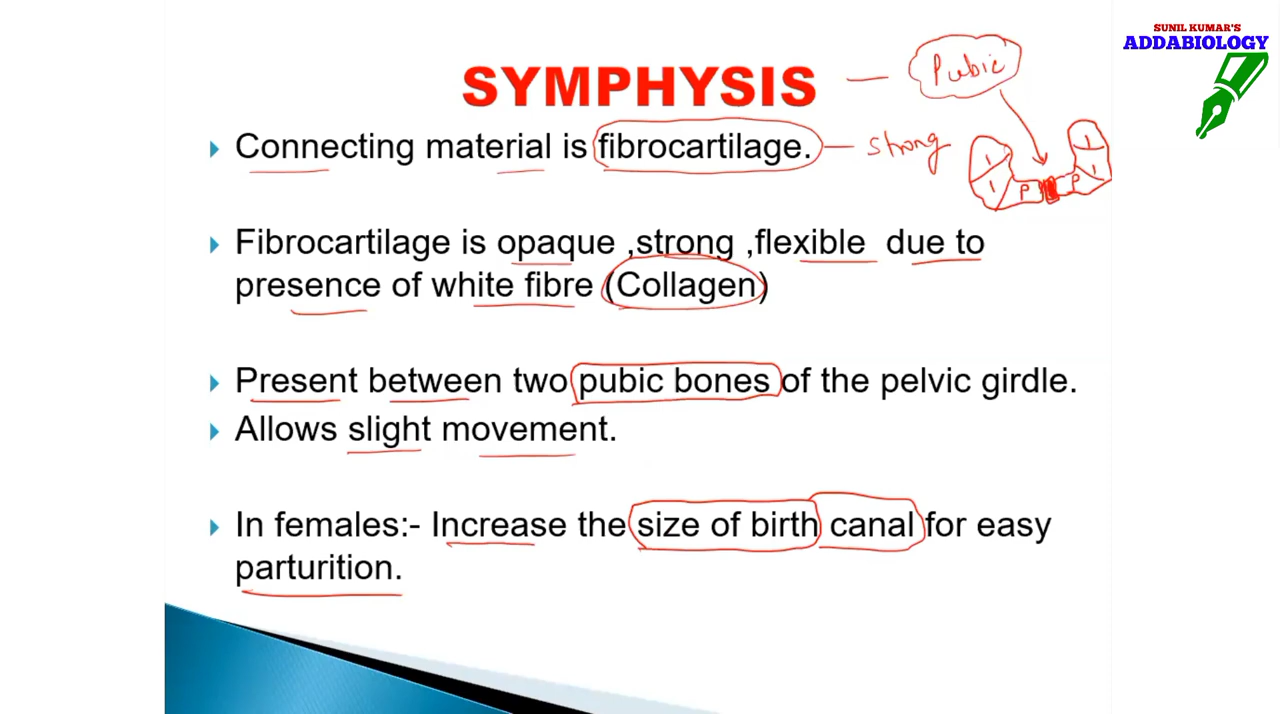 SUNIL KUMAR'S
ADDABIOLOGY
SYMPHYSIS — Pubic
Connecting material is fibrocartilage. — strong
I I
I I
P P
Fibrocartilage is opaque ,strong ,flexible due to
presence of white fibre (Collagen)
Present between two pubic bones of the pelvic girdle.
Allows slight movement.
In females:- Increase the size of birth canal for easy
parturition.